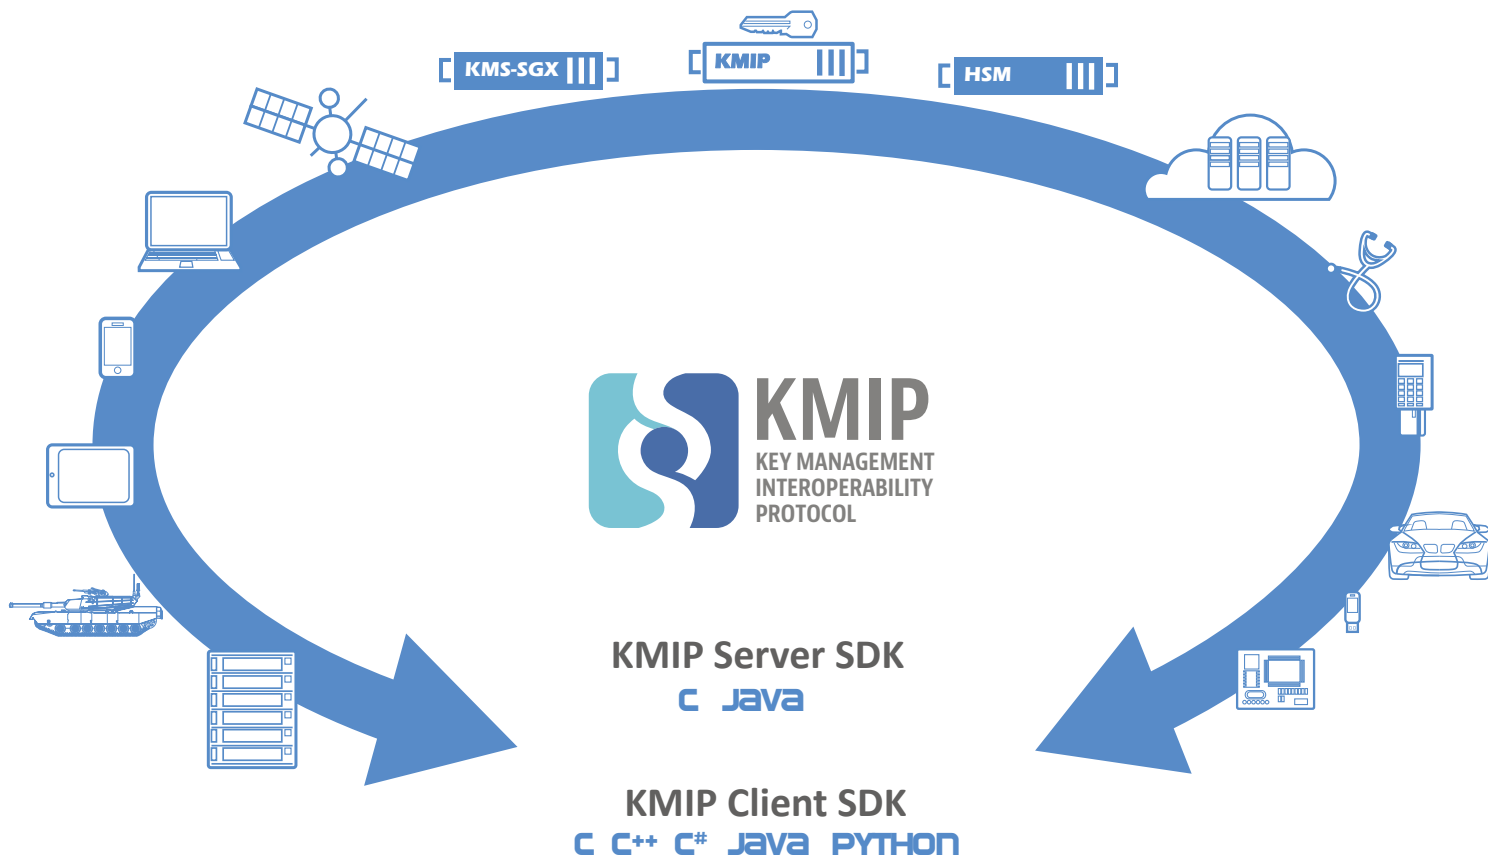 KMS-SGX
KMIP
HSM
KMIP
KEY MANAGEMENT
INTEROPERABILITY
PROTOCOL
KMIP Server SDK
C Java
KMIP Client SDK
C C++ C# Java PYTHON